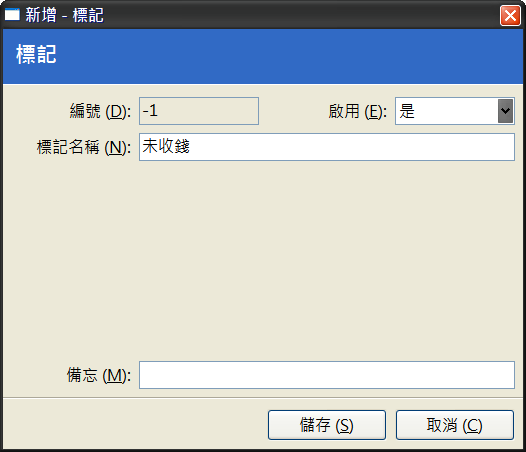 新增 - 標記
標記
編號 (D): -1 啟用 (E): 是
標記名稱 (N): 未收錢
備忘 (M):
儲存 (S) 取消 (C)